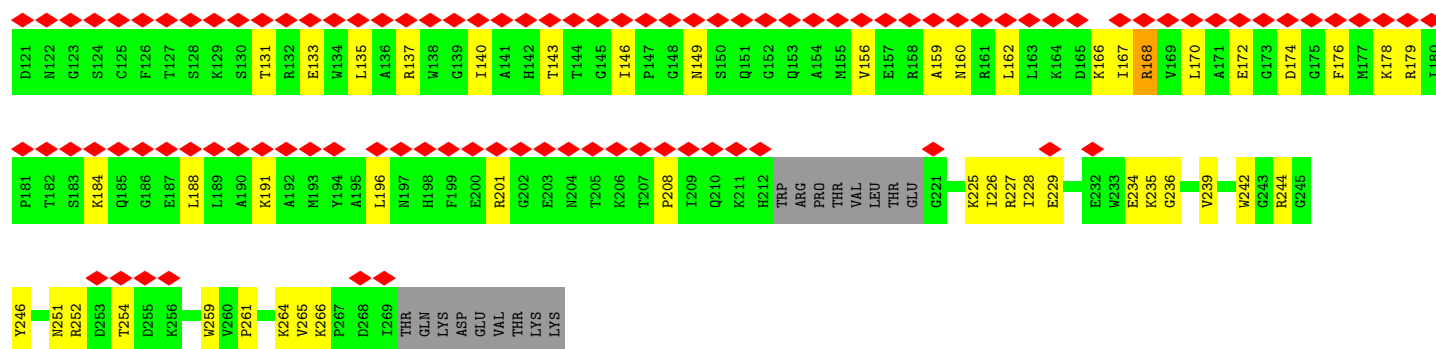 D121 N122 G123 S124 C125 F126 T127 S128 K129 S130 T131 R132 E133 W134 L135 A136 R137 W138 G139 I140 A141 H142 T143 T144 G145 I146 P147 G148 N149 S150 Q151 G152 Q153 A154 M155 V156 E157 R158 A159 N160 R161 L162 L163 K164 D165 K166 I167 R168 V169 L170 A171 E172 G173 D174 G175 F176 M177 K178 R179 I180
P181 T182 S183 K184 Q185 G186 E187 L188 L189 A190 K191 A192 M193 Y194 A195 L196 N197 H198 F199 E200 R201 G202 E203 N204 T205 K206 T207 P208 I209 Q210 K211 H212 TRP ARG PRO THR VAL LEU THR GLU G221 K225 I226 R227 I228 E229 E232 W233 E234 K235 G236 V239 W242 G243 R244 G245
Y246 N251 R252 D253 T254 D255 K256 W259 V260 P261 K264 V265 K266 P267 D268 I269 THR GLN LYS ASP GLU VAL THR LYS LYS